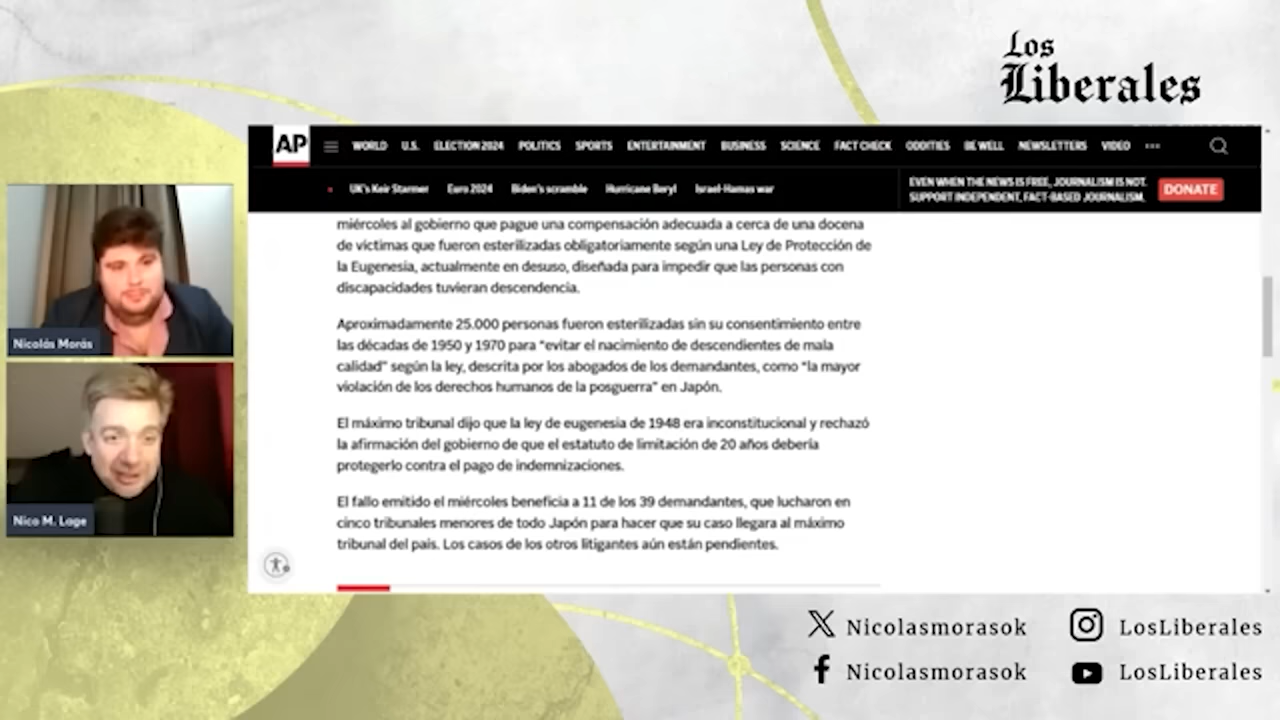 Los
Liberales
AP
WORLD U.S. ELECTION 2024 POLITICS SPORTS ENTERTAINMENT BUSINESS SCIENCE FACT CHECK ODDITIES BE WELL NEWSLETTERS VIDEO
UK's Keir Starmer Euro 2024 Biden's scramble Hurricane Beryl Israel-Hamas war
EVEN WHEN THE NEWS IS FREE, JOURNALISM IS NOT.
SUPPORT INDEPENDENT, FACT-BASED JOURNALISM.
DONATE
miércoles al gobierno que pague una compensación adecuada a cerca de una docena
de víctimas que fueron esterilizadas obligatoriamente según una Ley de Protección de
la Eugenesia, actualmente en desuso, diseñada para impedir que las personas con
discapacidades tuvieran descendencia.
Aproximadamente 25.000 personas fueron esterilizadas sin su consentimiento entre
las décadas de 1950 y 1970 para “evitar el nacimiento de descendientes de mala
calidad” según la ley, descrita por los abogados de los demandantes, como “la mayor
violación de los derechos humanos de la posguerra” en Japón.
El máximo tribunal dijo que la ley de eugenesia de 1948 era inconstitucional y rechazó
la afirmación del gobierno de que el estatuto de limitación de 20 años debería
protegerlo contra el pago de indemnizaciones.
El fallo emitido el miércoles beneficia a 11 de los 39 demandantes, que lucharon en
cinco tribunales menores de todo Japón para hacer que su caso llegara al máximo
tribunal del país. Los casos de los otros litigantes aún están pendientes.
Nicolás Morás
Nico M. Lage
Nicolasmorasok
LosLiberales
Nicolasmorasok
LosLiberales